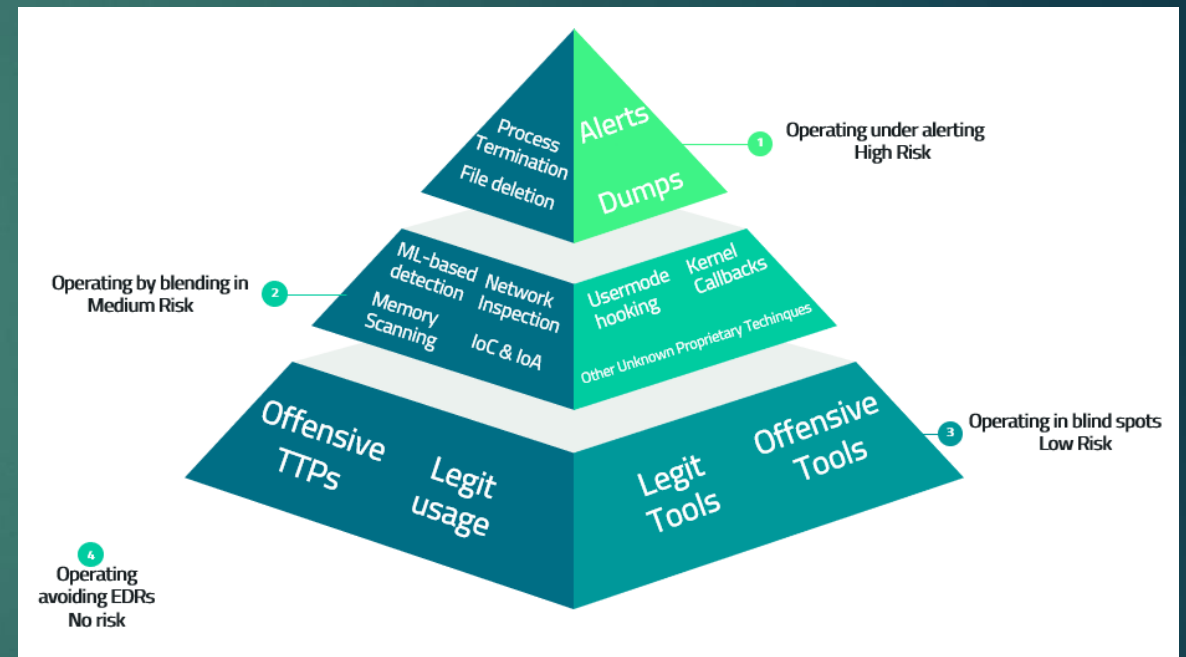 Process
Termination
File deletion
Alerts
Dumps
1
Operating under alerting
High Risk
Operating by blending in
Medium Risk
2
ML-based
detection
Network
Inspection
Memory
Scanning
IoC & IoA
Usermode
hooking
Kernel
Callbacks
Other Unknown Proprietary Techinques
Offensive
TTPs
Legit
usage
Legit
Tools
Offensive
Tools
3
Operating in blind spots
Low Risk
4
Operating
avoiding EDRs
No risk